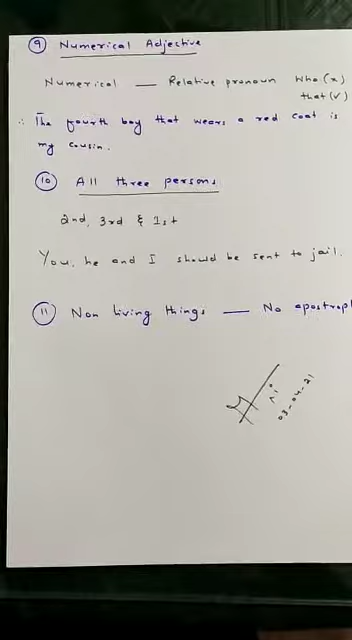 9 Numerical Adjective
Numerical — Relative pronoun Who (x)
that (✓)
∴ The fourth boy that wears a red coat is
my cousin.
10 All three persons
2nd, 3rd & 1st
You, he and I should be sent to jail.
11 Non living things — No apostroph
03-04-21